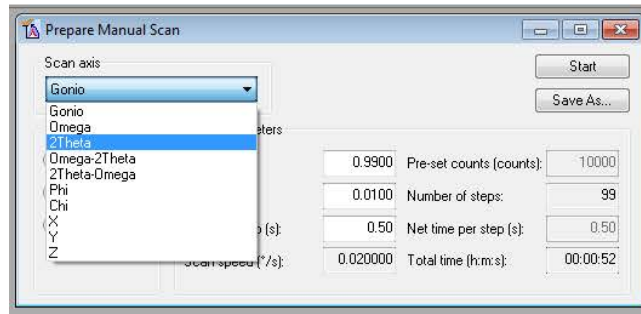 Prepare Manual Scan
Scan axis
Start
Gonio
Save As...
Gonio
Omega
2Theta
Omega-2Theta
2Theta-Omega
Phi
Chi
X
Y
Z
0.9900 Pre-set counts (counts): 10000
0.0100 Number of steps: 99
(s): 0.50 Net time per step (s): 0.50
Scan speed (°/s): 0.020000 Total time (h:m:s): 00:00:52